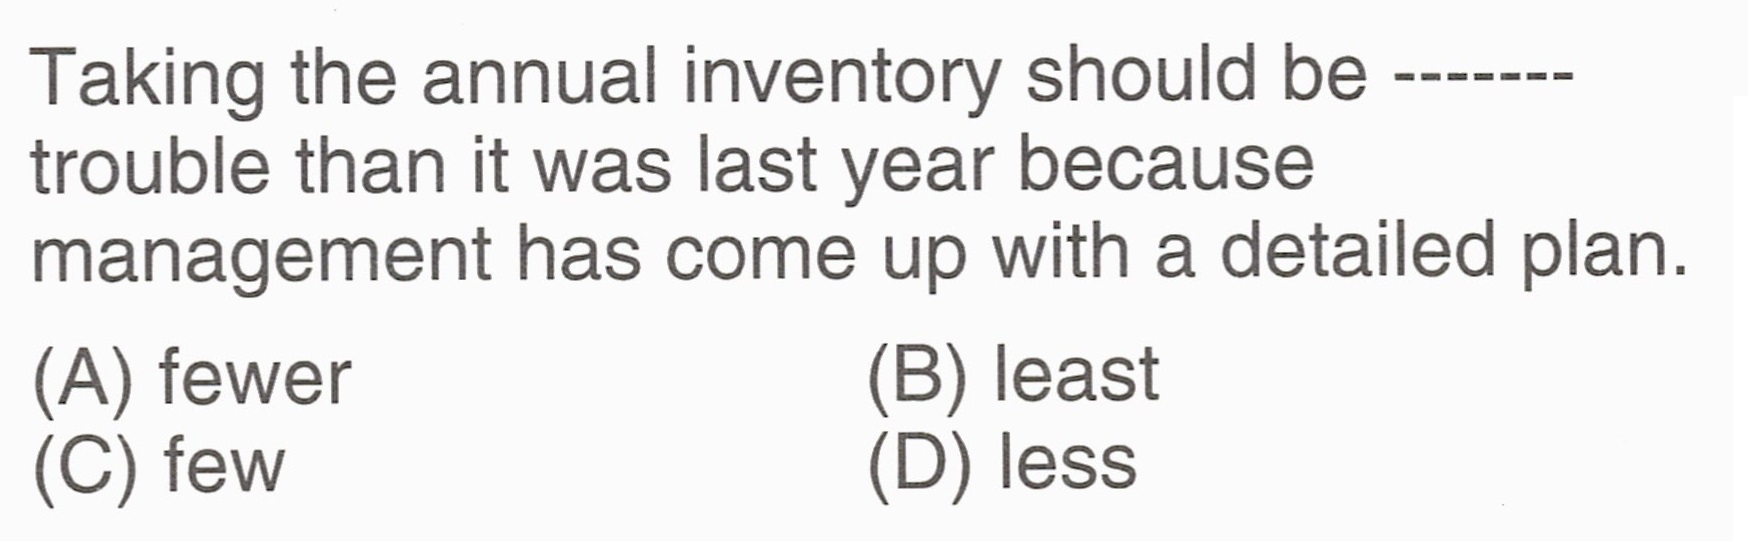 Taking the annual inventory should be -------
trouble than it was last year because
management has come up with a detailed plan.
(A) fewer (B) least
(C) few (D) less